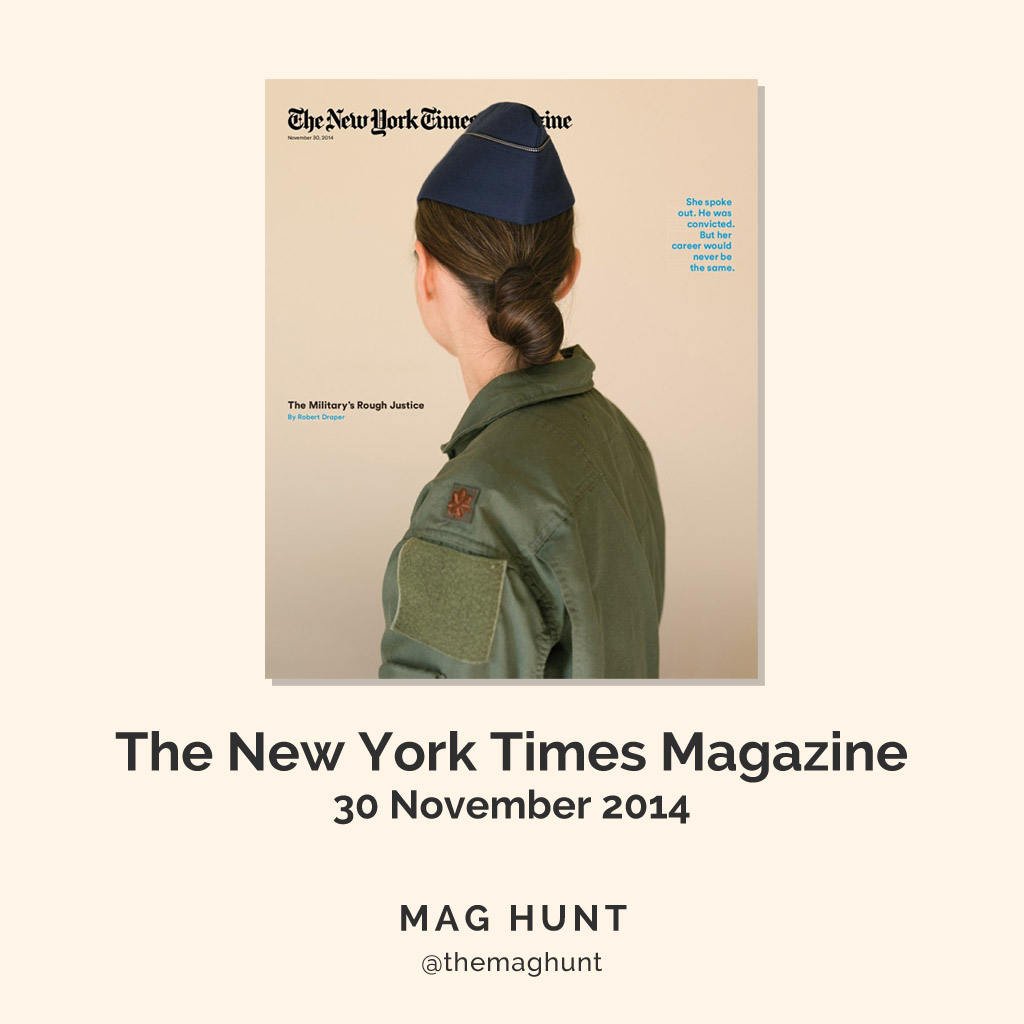 The New York Times Magazine
November 30, 2014
She spoke
out. He was
convicted.
But her
career would
never be
the same.
The Military's Rough Justice
By Robert Draper
The New York Times Magazine
30 November 2014
MAG HUNT
@themaghunt